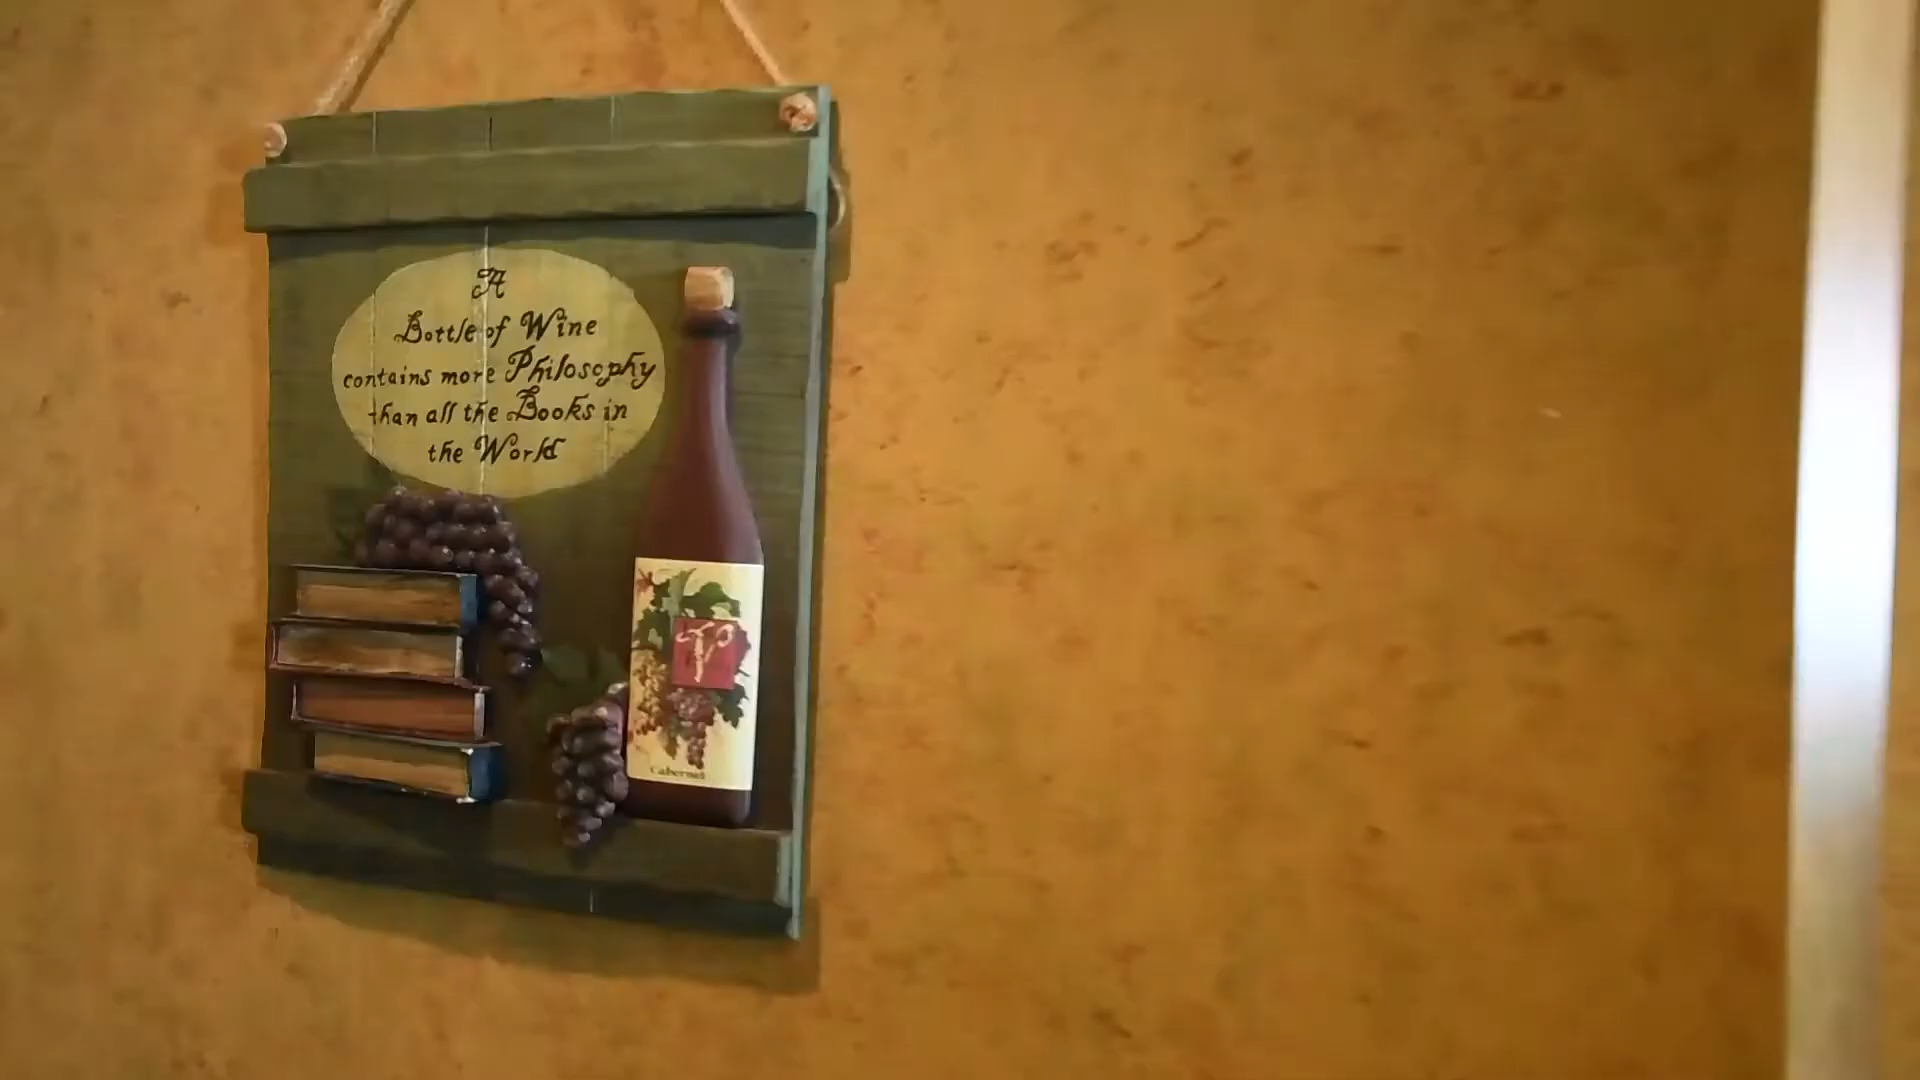 A
Bottle of Wine
contains more Philosophy
than all the Books in
the World
Cabernet